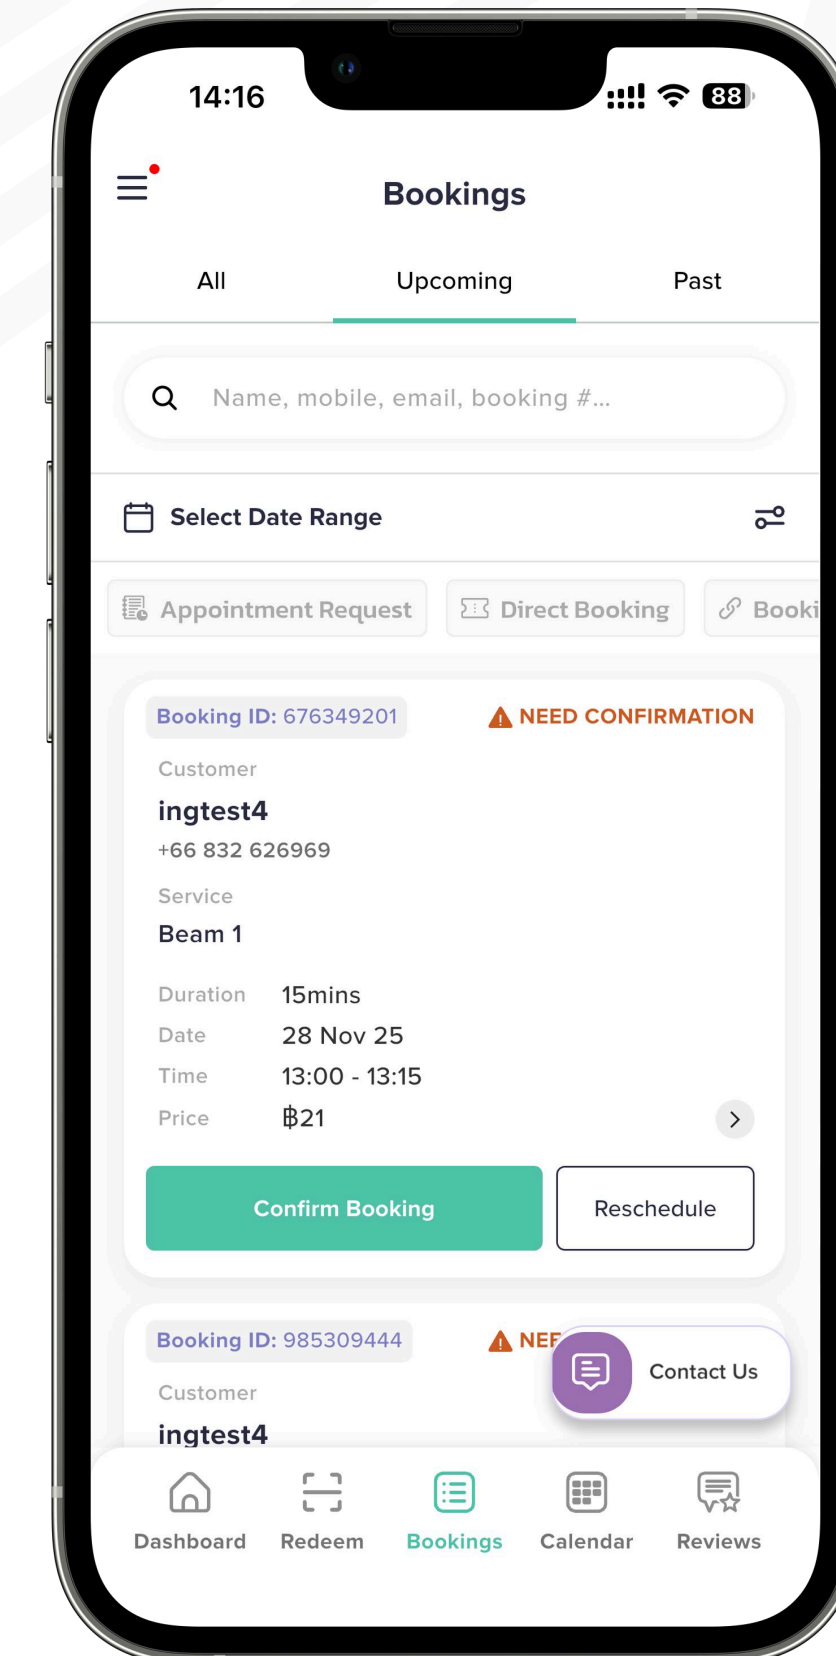 14:16
88
Bookings
All Upcoming Past
Name, mobile, email, booking #...
Select Date Range
Appointment Request Direct Booking Booki
Booking ID: 676349201 NEED CONFIRMATION
Customer
ingtest4
+66 832 626969
Service
Beam 1
Duration 15mins
Date 28 Nov 25
Time 13:00 - 13:15
Price ฿21
Confirm Booking Reschedule
Booking ID: 985309444 NEE
Contact Us
Customer
ingtest4
Dashboard Redeem Bookings Calendar Reviews